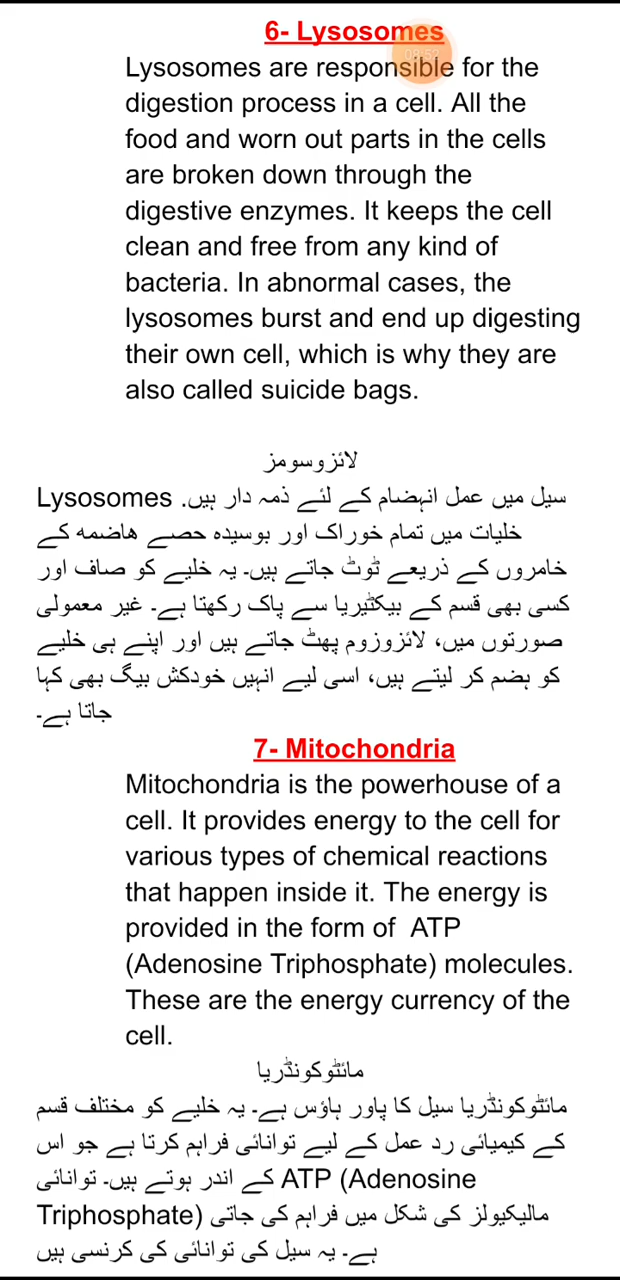 6- Lysosomes
Lysosomes are responsible for the
digestion process in a cell. All the
food and worn out parts in the cells
are broken down through the
digestive enzymes. It keeps the cell
clean and free from any kind of
bacteria. In abnormal cases, the
lysosomes burst and end up digesting
their own cell, which is why they are
also called suicide bags.
لائزوسومز
سیل میں عمل انہضام کے لئے ذمہ دار ہیں. Lysosomes
خلیات میں تمام خوراک اور بوسیدہ حصے ھاضمہ کے
خامروں کے ذریعے ٹوٹ جاتے ہیں۔ یہ خلیے کو صاف اور
کسی بھی قسم کے بیکٹیریا سے پاک رکھتا ہے۔ غیر معمولی
صورتوں میں، لائزوزوم پھٹ جاتے ہیں اور اپنے ہی خلیے
کو ہضم کر لیتے ہیں، اسی لیے انہیں خودکش بیگ بھی کہا
جاتا ہے۔
7- Mitochondria
Mitochondria is the powerhouse of a
cell. It provides energy to the cell for
various types of chemical reactions
that happen inside it. The energy is
provided in the form of ATP
(Adenosine Triphosphate) molecules.
These are the energy currency of the
cell.
مائٹوکونڈریا
مائٹوکونڈریا سیل کا پاور ہاؤس ہے۔ یہ خلیے کو مختلف قسم
کے کیمیائی رد عمل کے لیے توانائی فراہم کرتا ہے جو اس
کے اندر ہوتے ہیں۔ توانائی ATP (Adenosine
Triphosphate) مالیکیولز کی شکل میں فراہم کی جاتی
ہے۔ یہ سیل کی توانائی کی کرنسی ہیں